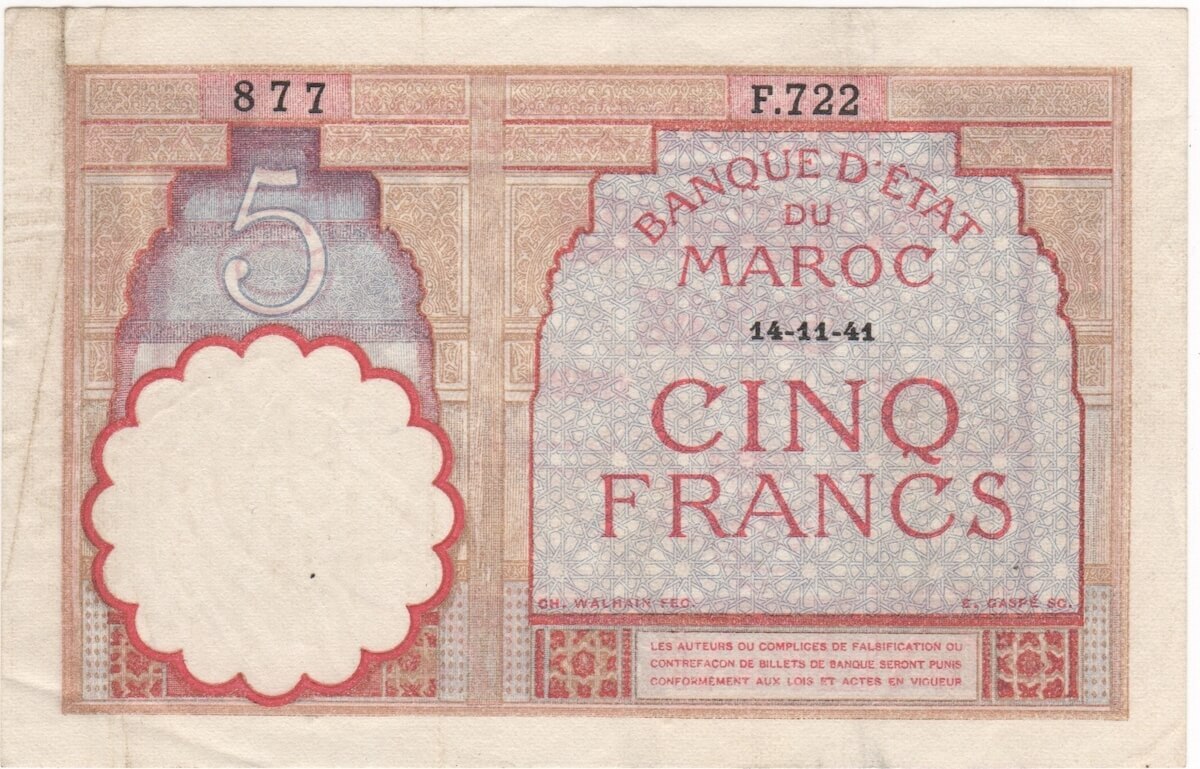 877
F.722
5
BANQUE D'ÉTAT
DU
MAROC
14-11-41
CINQ
FRANCS
CH. WALHAIN FEC.
E. GASPÉ SC.
LES AUTEURS OU COMPLICES DE FALSIFICATION OU
CONTREFAÇON DE BILLETS DE BANQUE SERONT PUNIS
CONFORMÉMENT AUX LOIS ET ACTES EN VIGUEUR